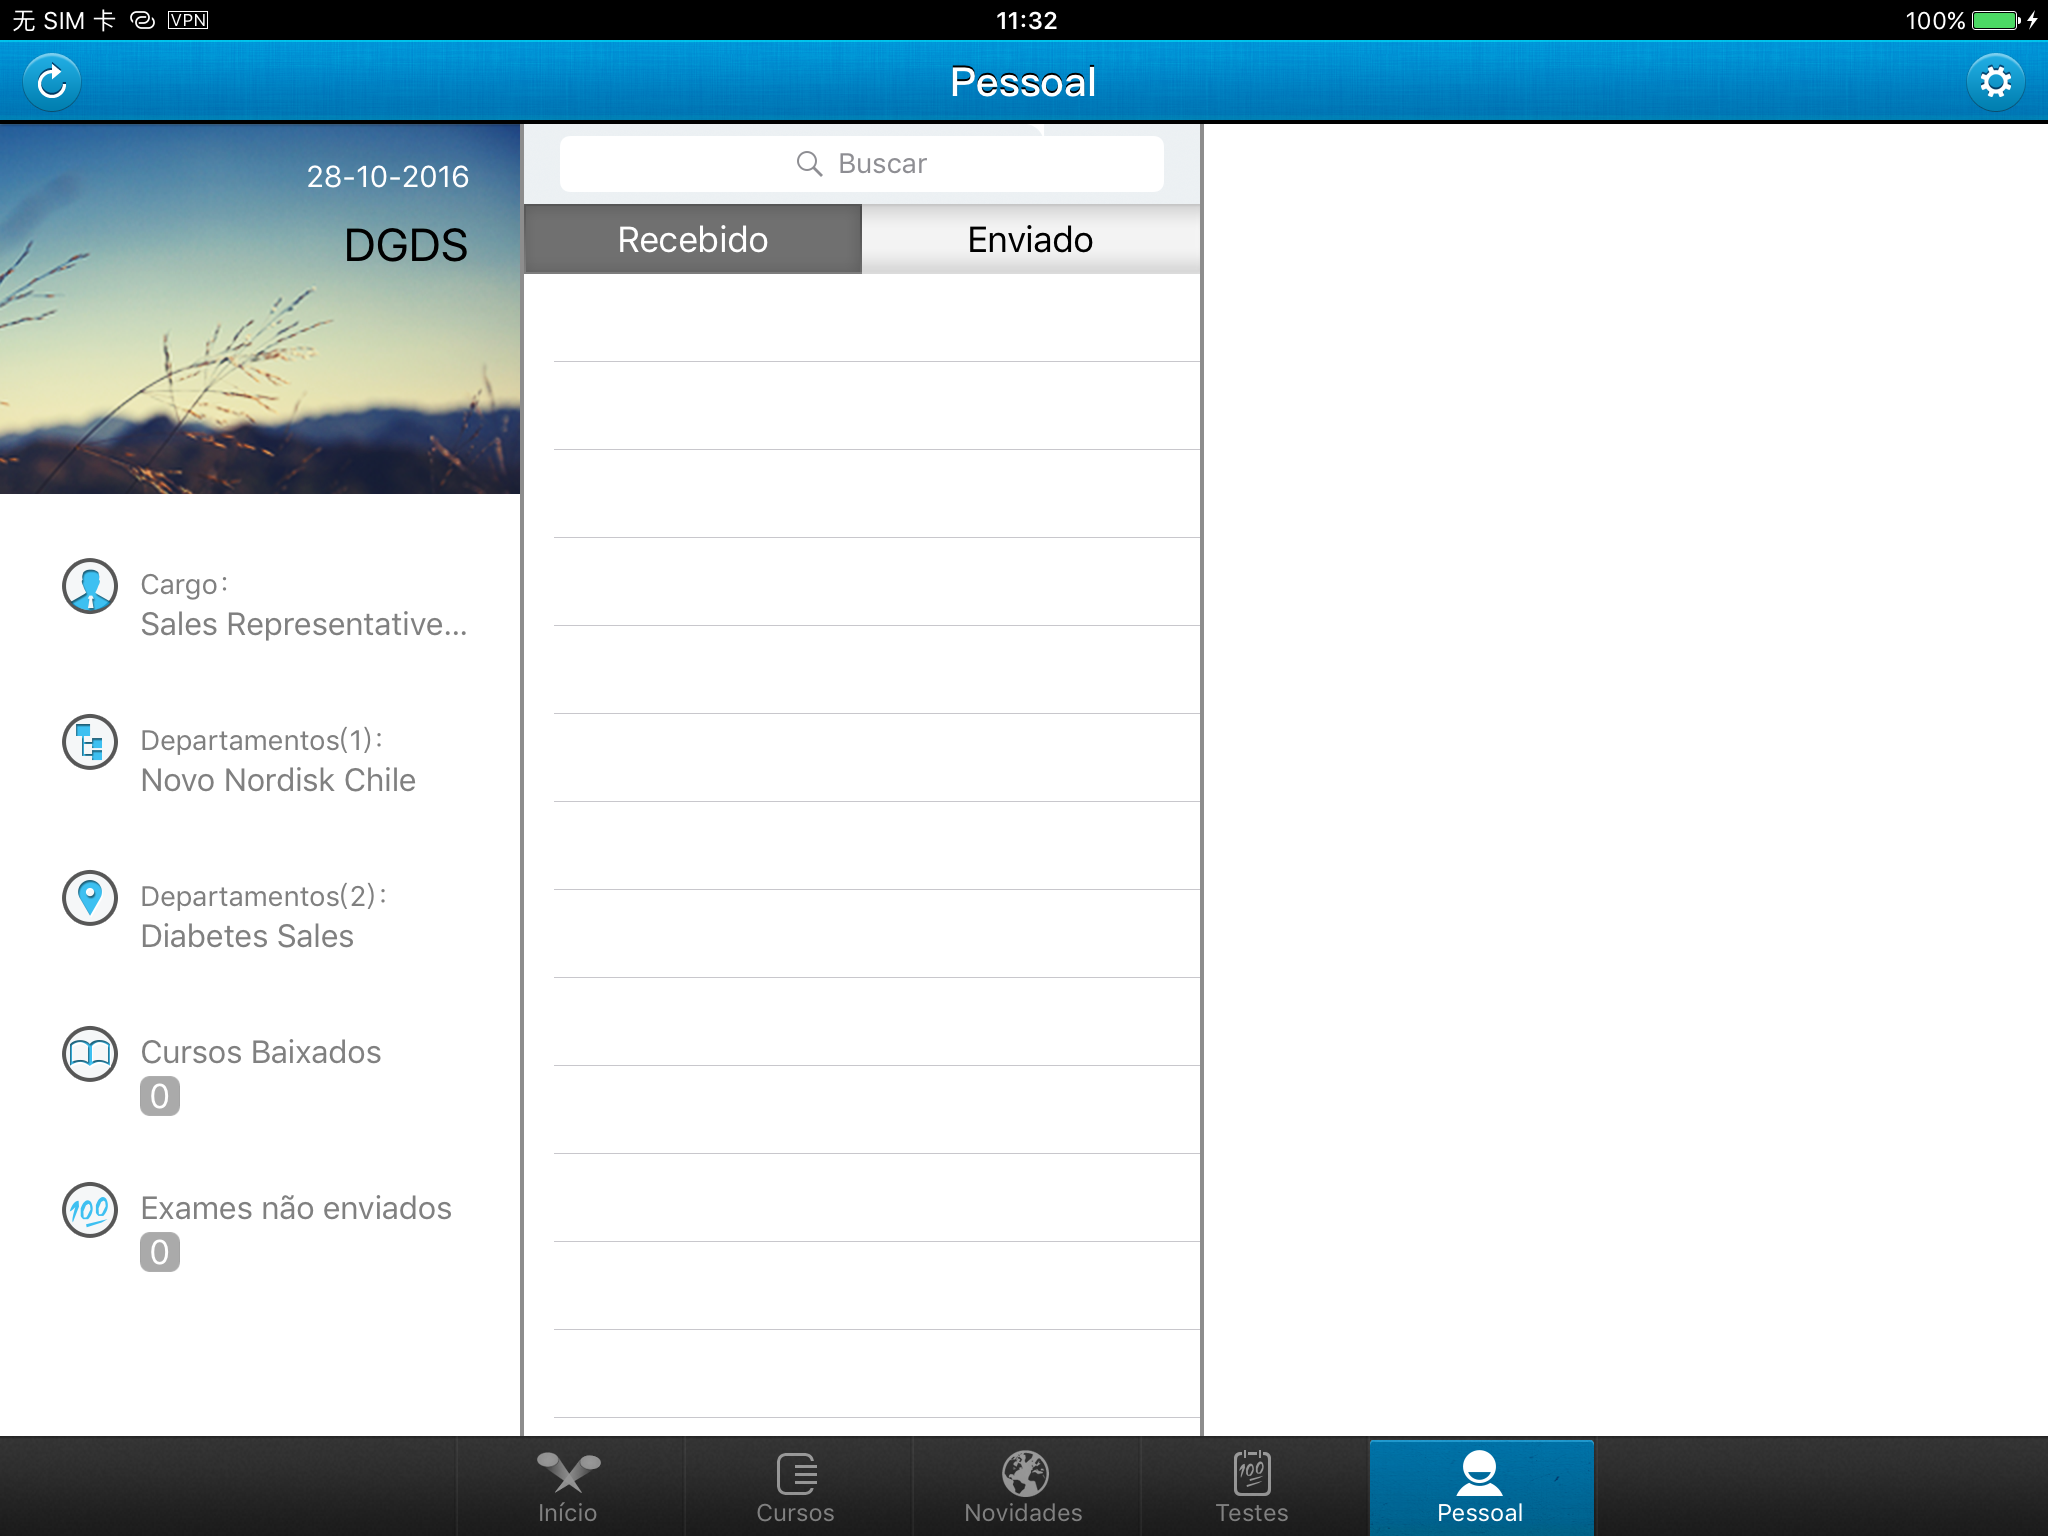 无 SIM 卡 VPN 11:32 100%
Pessoal
28-10-2016
DGDS
Cargo:
Sales Representative...
Departamentos(1):
Novo Nordisk Chile
Departamentos(2):
Diabetes Sales
Cursos Baixados
0
100 Exames não enviados
0
Buscar
Recebido Enviado
Início Cursos Novidades 100 Testes Pessoal